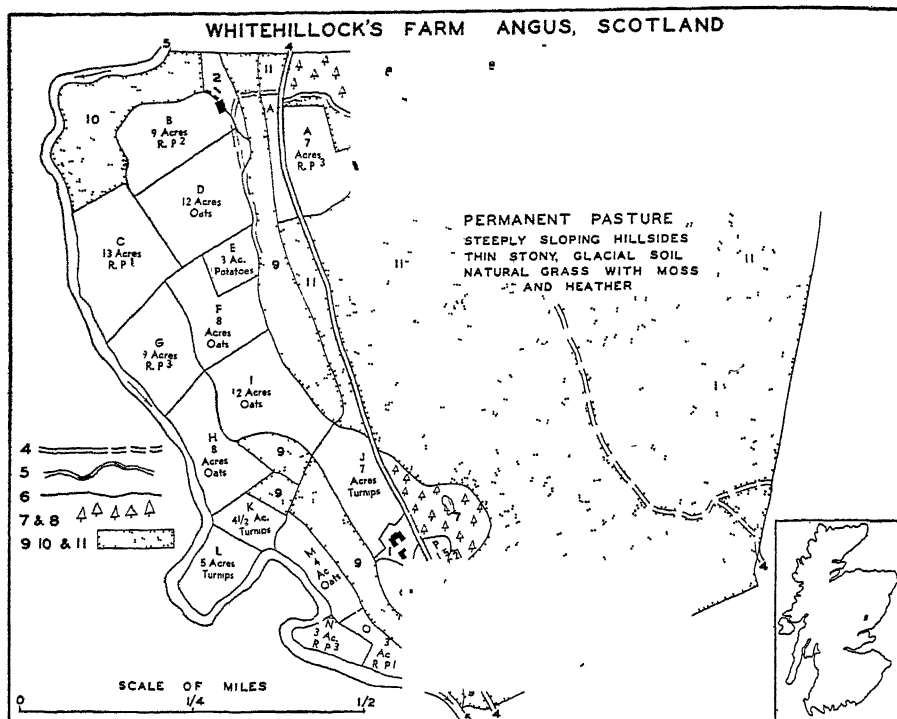 WHITEHILLOCK'S FARM ANGUS, SCOTLAND
5
4
2
11
10
B
9 Acres
R. P 2
A
A
7
Acres
R. P 3
D
12 Acres
Oats
C
13 Acres
R. P 1
E
3 Ac.
Potatoes
9
11
PERMANENT PASTURE
STEEPLY SLOPING HILLSIDES
THIN STONY, GLACIAL SOIL
NATURAL GRASS WITH MOSS
AND HEATHER
11
11
F
8
Acres
Oats
G
9 Acres
R. P 3
I
12 Acres
Oats
H
8
Acres
Oats
9
J
7
Acres
Turnips
4
5
6
7 & 8
9 10 & 11
9
K
4 1/2 Ac.
Turnips
7
L
5 Acres
Turnips
M
4
Ac
Oats
9
1
P
4
N
3
Ac.
R P 3
O
3
Ac
R P 1
SCALE OF MILES
0
1/4
1/2
5
4